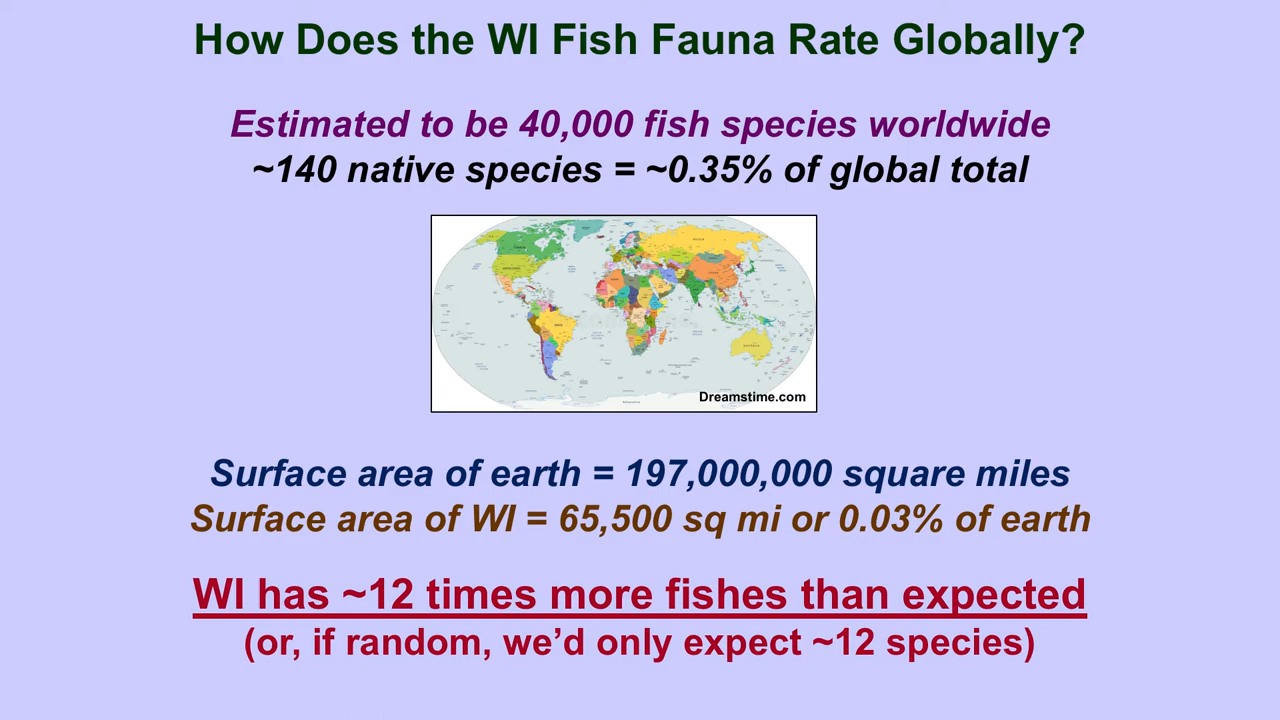 How Does the WI Fish Fauna Rate Globally?
Estimated to be 40,000 fish species worldwide
~140 native species = ~0.35% of global total
Dreamstime.com
Surface area of earth = 197,000,000 square miles
Surface area of WI = 65,500 sq mi or 0.03% of earth
WI has ~12 times more fishes than expected
(or, if random, we’d only expect ~12 species)